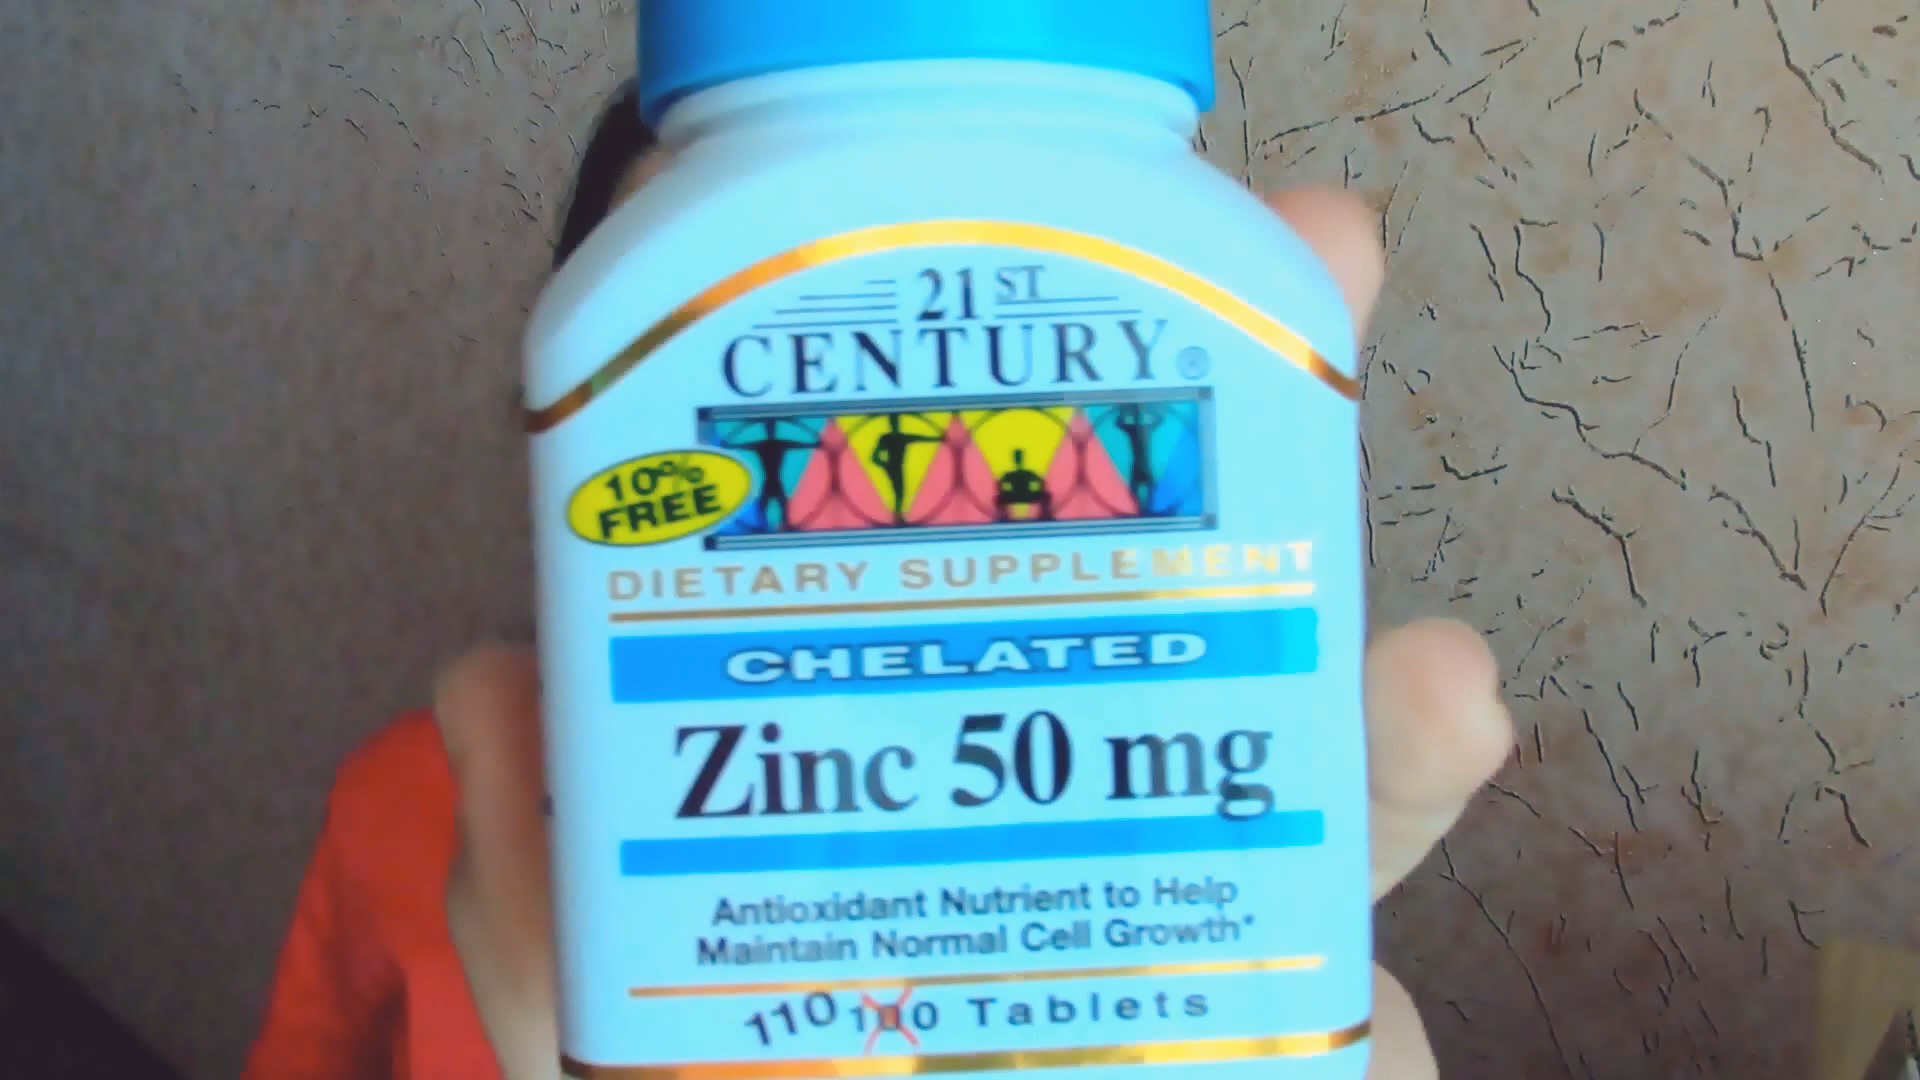 21ST
CENTURY®
10%
FREE
DIETARY SUPPLEMENT
CHELATED
Zinc 50 mg
Antioxidant Nutrient to Help
Maintain Normal Cell Growth*
110 100 Tablets